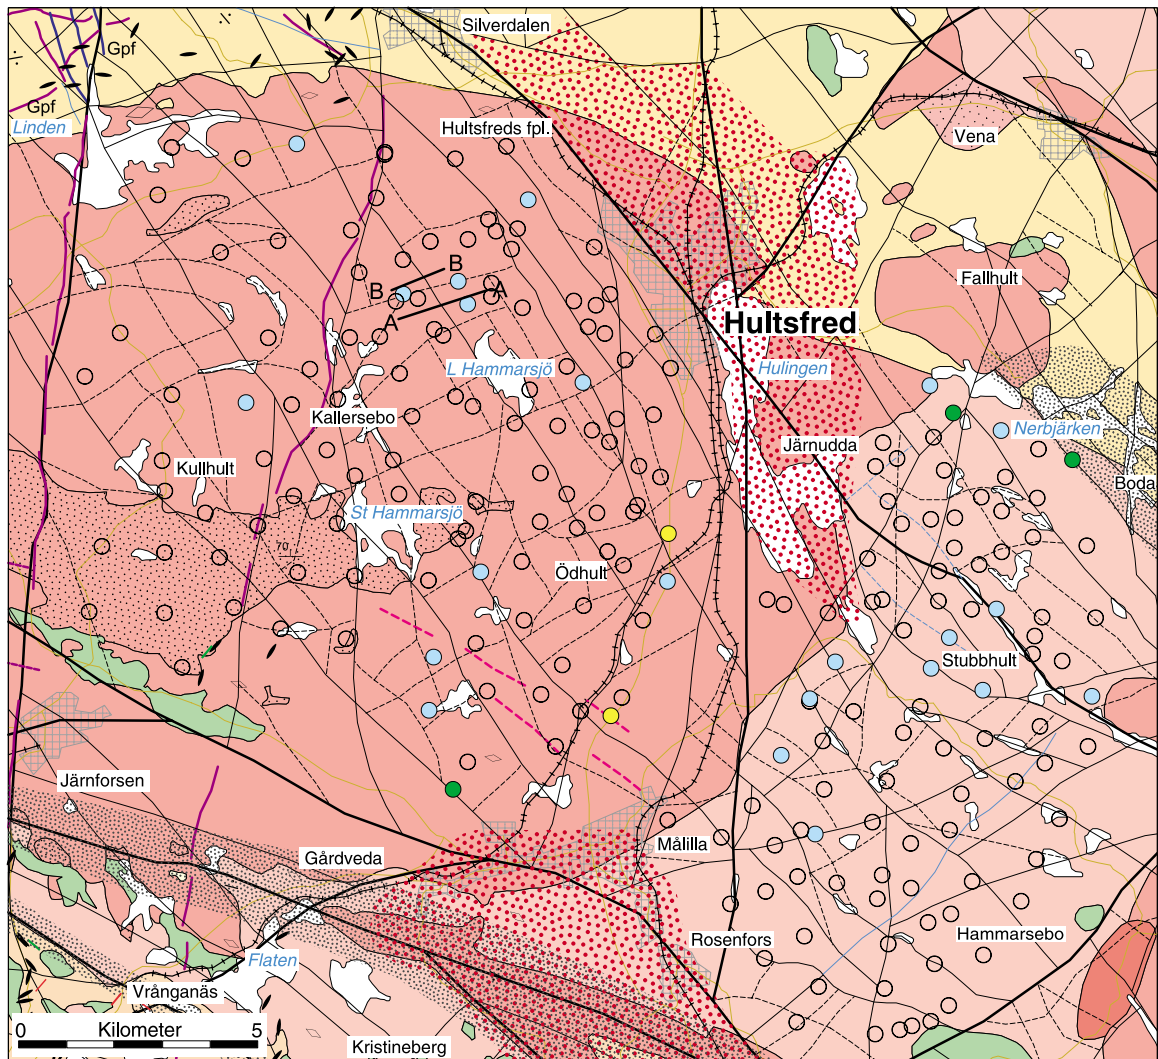 Silverdalen
Gpf
Gpf
Linden
Hultsfreds fpl.
Vena
B
B
A
A
Fallhult
Hultsfred
L Hammarsjö
Hulingen
Kallersebo
Nerbjärken
Järnudda
Kullhult
Boda
St Hammarsjö
70
Ödhult
Stubbhult
Järnforsen
Målilla
Gårdveda
Rosenfors
Hammarsebo
Flaten
Vrånganäs
0 Kilometer 5
Kristineberg